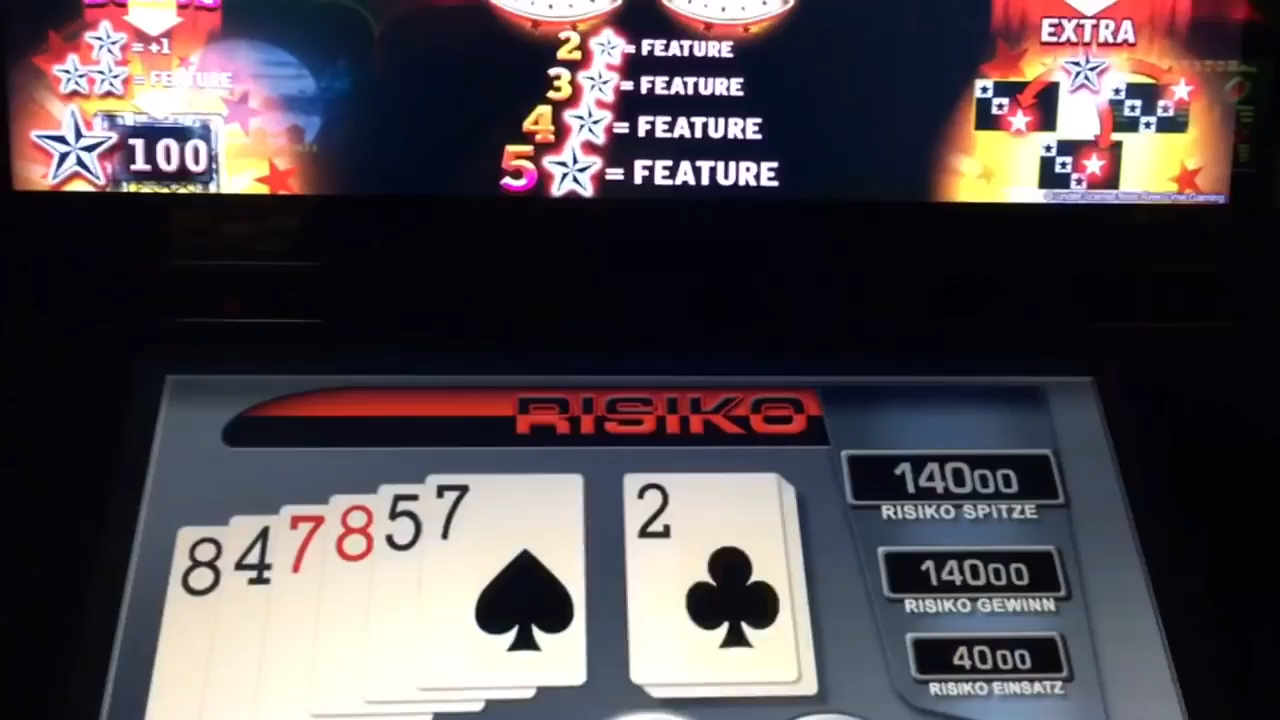 = +1
= FEATURE
100
2 = FEATURE
3 = FEATURE
4 = FEATURE
5 = FEATURE
EXTRA
RISIKO
8 4 7 8 5 7
2
14000
RISIKO SPITZE
14000
RISIKO GEWINN
4000
RISIKO EINSATZ